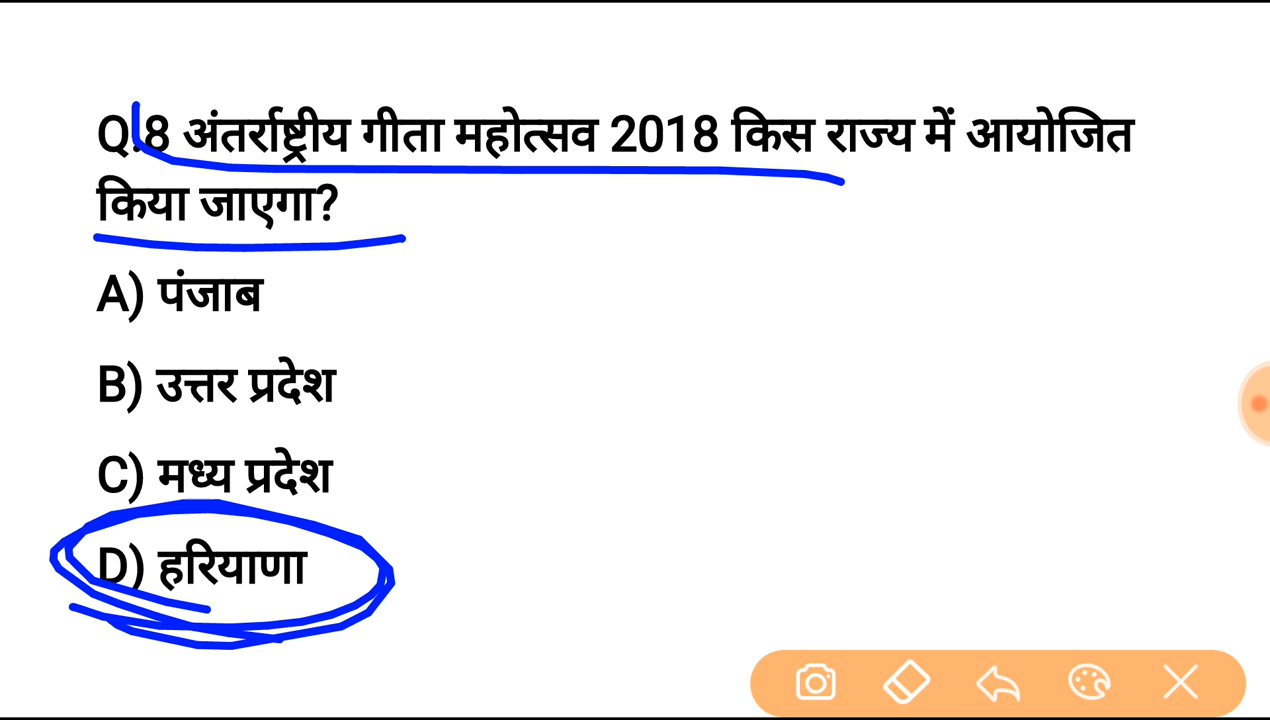 Q.8 अंतर्राष्ट्रीय गीता महोत्सव 2018 किस राज्य में आयोजित
किया जाएगा?
A) पंजाब
B) उत्तर प्रदेश
C) मध्य प्रदेश
D) हरियाणा